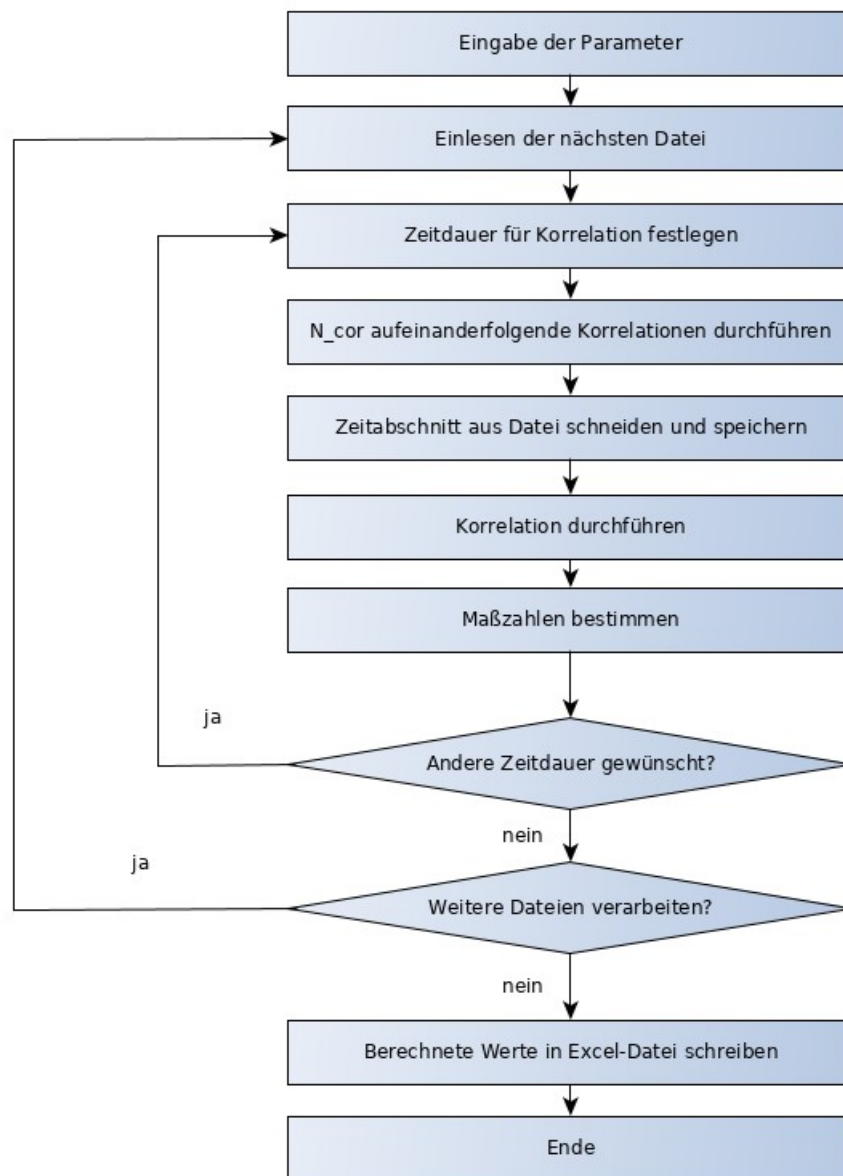 Eingabe der Parameter
Einlesen der nächsten Datei
Zeitdauer für Korrelation festlegen
N_cor aufeinanderfolgende Korrelationen durchführen
Zeitabschnitt aus Datei schneiden und speichern
Korrelation durchführen
Maßzahlen bestimmen
ja
Andere Zeitdauer gewünscht?
nein
ja
Weitere Dateien verarbeiten?
nein
Berechnete Werte in Excel-Datei schreiben
Ende